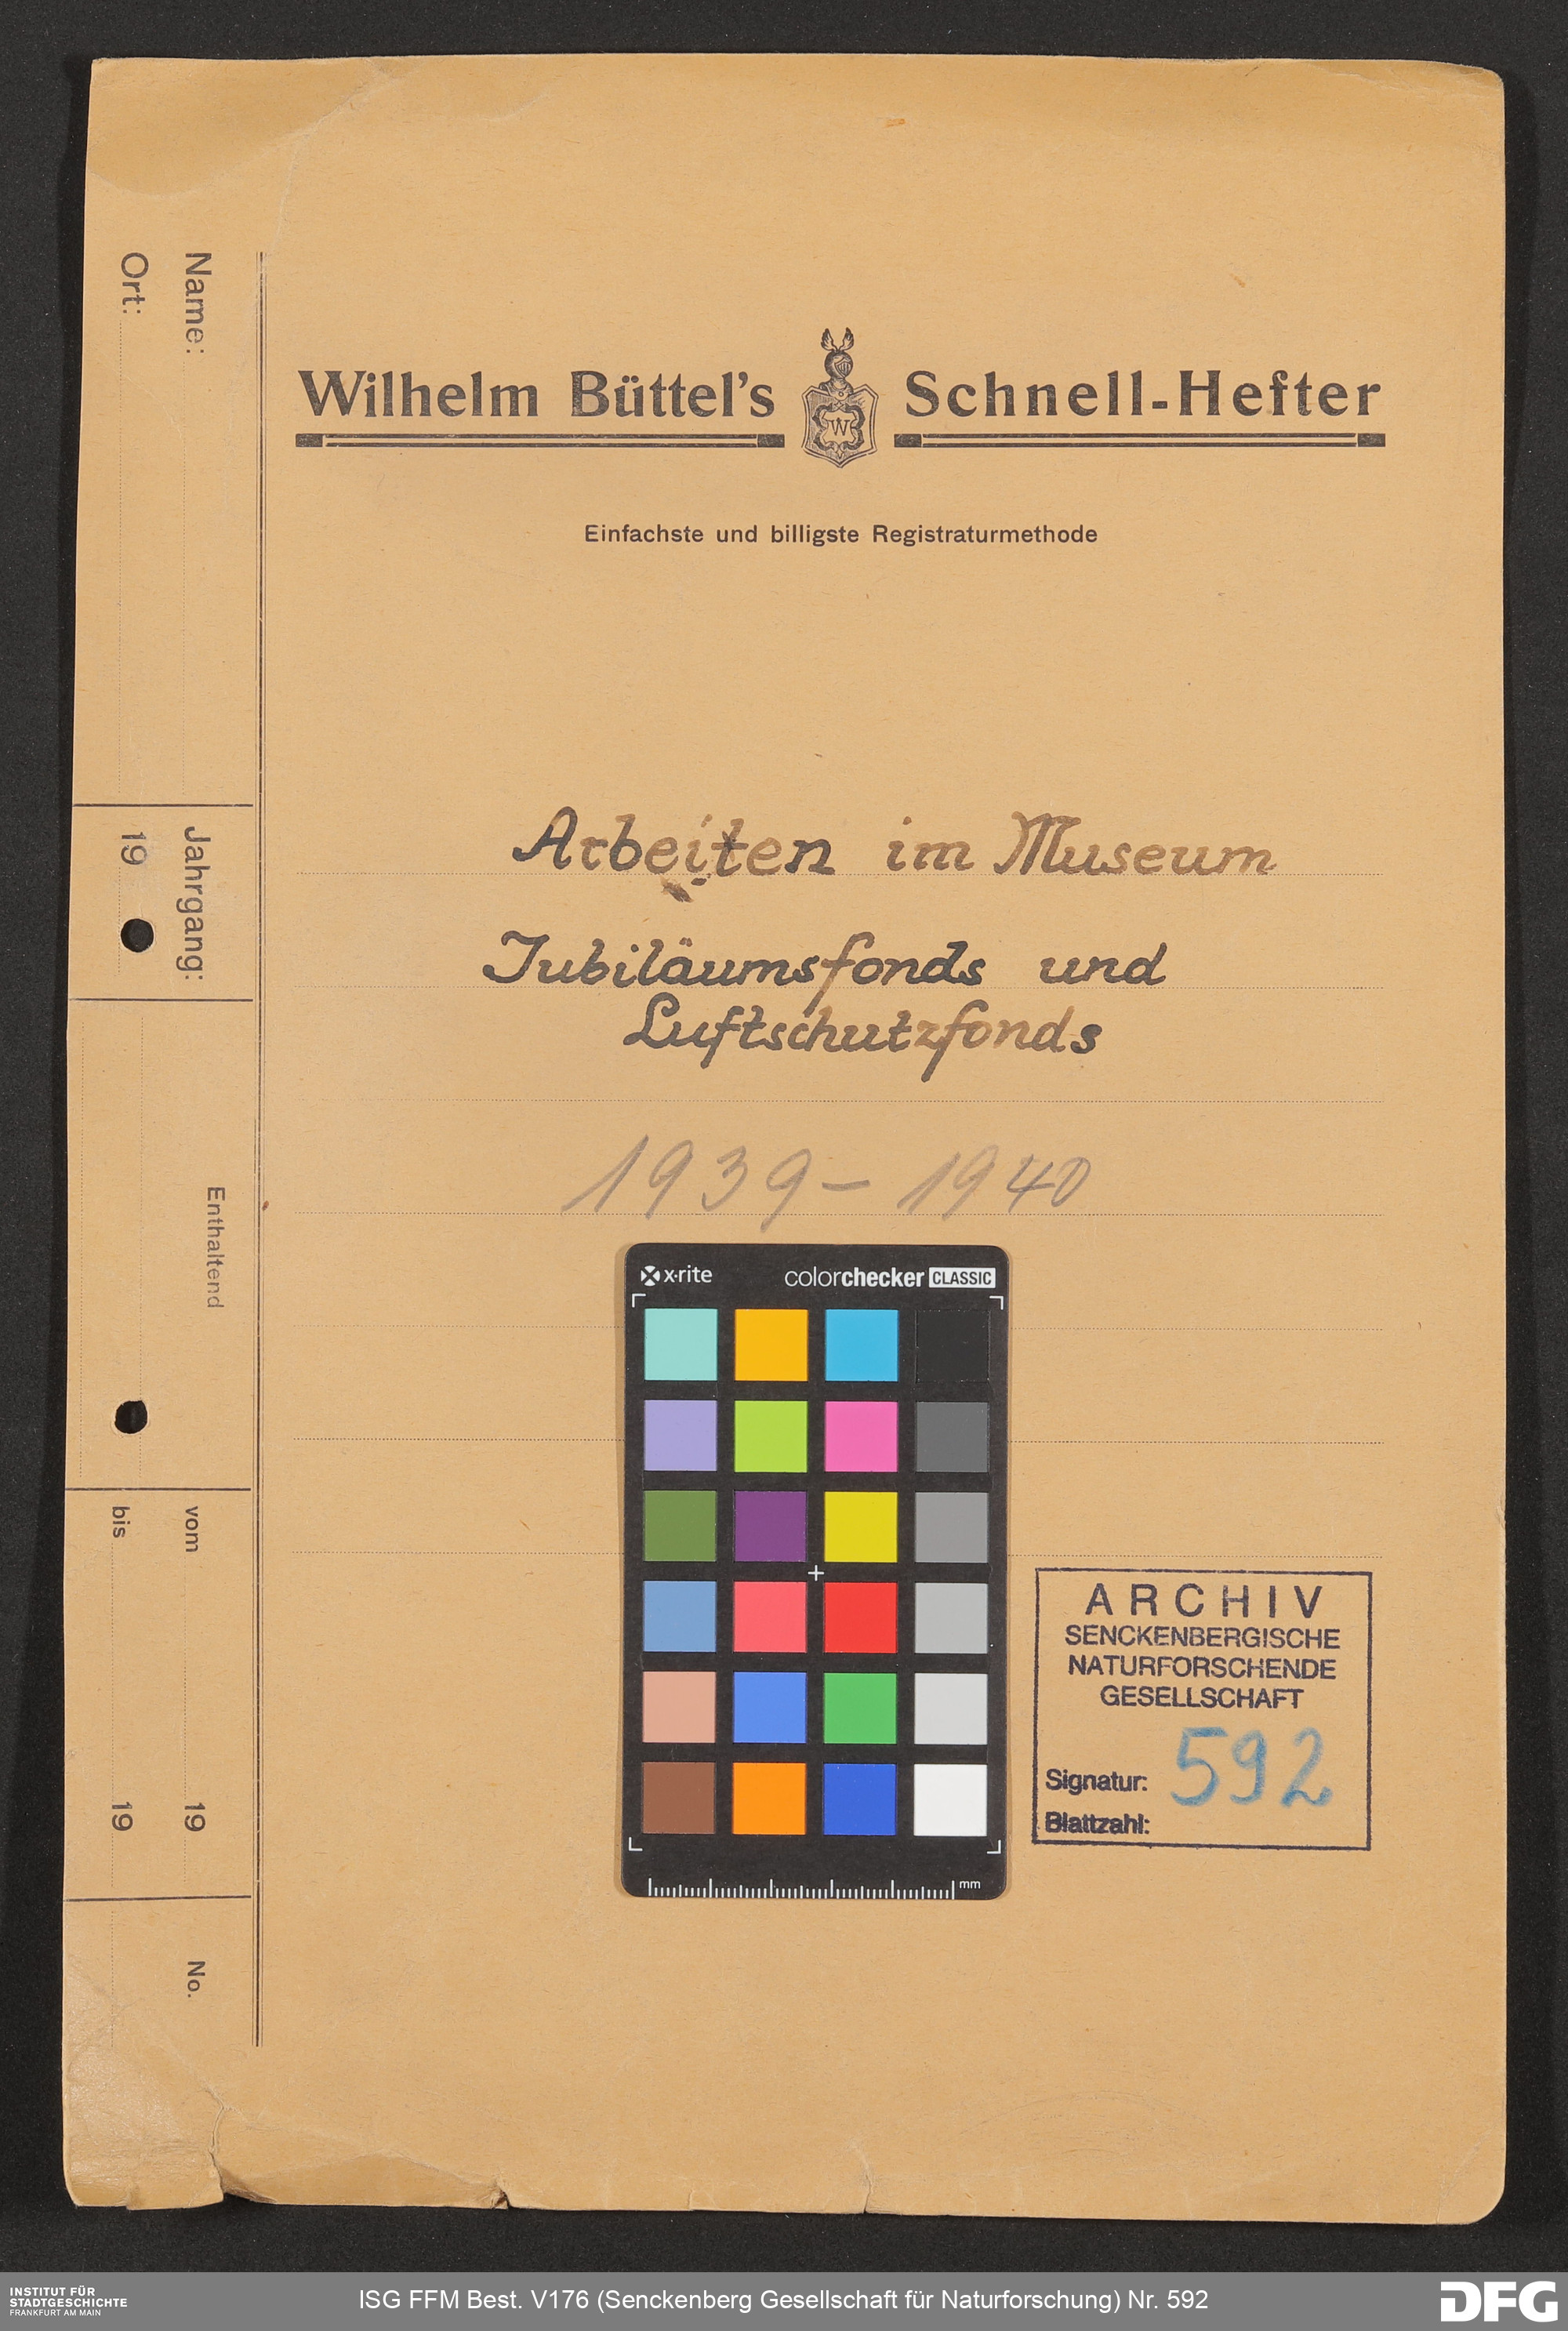 Name:
Ort:
Jahrgang:
19
Enthaltend
vom
bis
19
19
No.
Wilhelm Büttel's W Schnell-Hefter
Einfachste und billigste Registraturmethode
Arbeiten im Museum
Jubiläumsfonds und
Luftschutzfonds
1939-1940
x-rite colorchecker CLASSIC
mm
ARCHIV
SENCKENBERGISCHE
NATURFORSCHENDE
GESELLSCHAFT
Signatur: 592
Blattzahl:
INSTITUT FÜR
STADTGESCHICHTE
FRANKFURT AM MAIN
ISG FFM Best. V176 (Senckenberg Gesellschaft für Naturforschung) Nr. 592
DFG